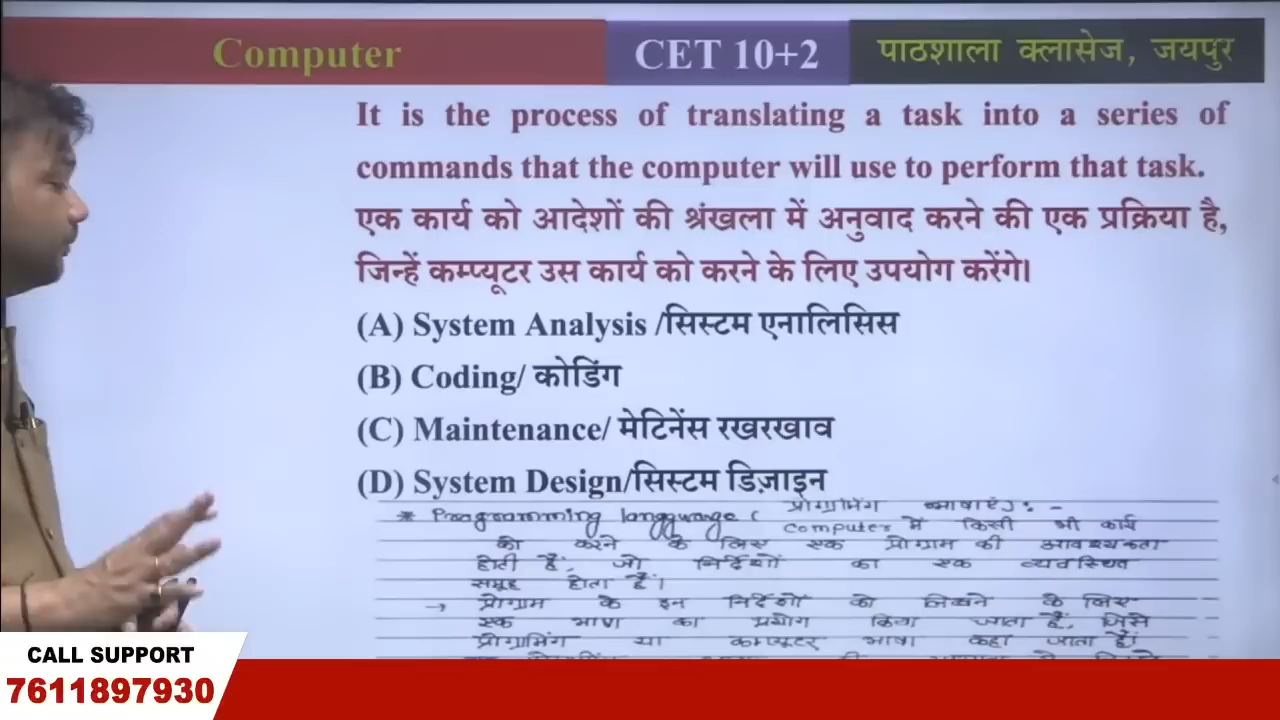 Computer
CET 10+2
पाठशाला क्लासेज, जयपुर
It is the process of translating a task into a series of
commands that the computer will use to perform that task.
एक कार्य को आदेशों की श्रंखला में अनुवाद करने की एक प्रक्रिया है,
जिन्हें कम्प्यूटर उस कार्य को करने के लिए उपयोग करेंगे।
(A) System Analysis /सिस्टम एनालिसिस
(B) Coding/ कोडिंग
(C) Maintenance/ मेटिनेंस रखरखाव
(D) System Design/सिस्टम डिज़ाइन
* Programming langguage ( प्रोग्रामिंग भाषाएं) : -
Computer में किसी भी कार्य
को करने के लिए एक प्रोग्राम की आवश्यकता
होती है, जो निर्देशों का एक व्यवस्थित
समूह होता है।
→ प्रोग्राम के इन निर्देशों को लिखने के लिए
एक भाषा का प्रयोग किया जाता है, जिसे
प्रोग्रामिंग या कम्प्यूटर भाषा कहा जाता है।
CALL SUPPORT
7611897930